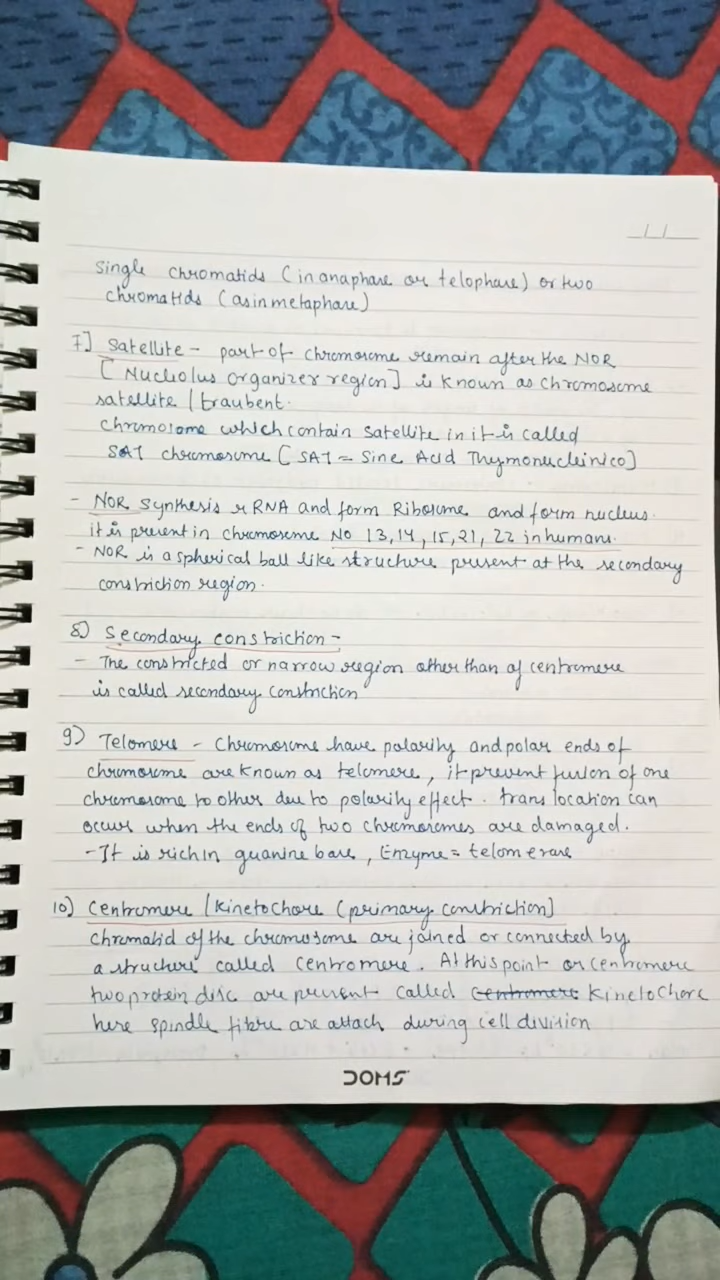 single chromatids (in anaphase or telophase) or two
chromatids (as in metaphase)
7] Satellite - part of chromosome remain after the NOR
[Nucleolus organizer region] is known as chromosome
satellite / traubent.
chromosome which contain satellite in it is called
SAT chromosome [SAT = Sine Acid Thymonucleinico]
- NOR synthesis rRNA and form Ribosome and form nucleus.
it is present in chromosome No 13, 14, 15, 21, 22 in humans.
- NOR is a spherical ball like structure present at the secondary
constriction region.
8) Secondary constriction -
- The constricted or narrow region other than of centromere
is called secondary constriction
9) Telomere - Chromosome have polarity and polar ends of
chromosome are known as telomere, it prevent fusion of one
chromosome to other due to polarity effect. translocation can
occur when the ends of two chromosomes are damaged.
- It is rich in guanine base, Enzyme = telomerase
10) Centromere / Kinetochore (primary constriction]
chromatid of the chromosome are joined or connected by
a structure called centromere. At this point or centromere
two protein disc are present called centromere Kinetochore
here spindle fibre are attach during cell division
DOMS